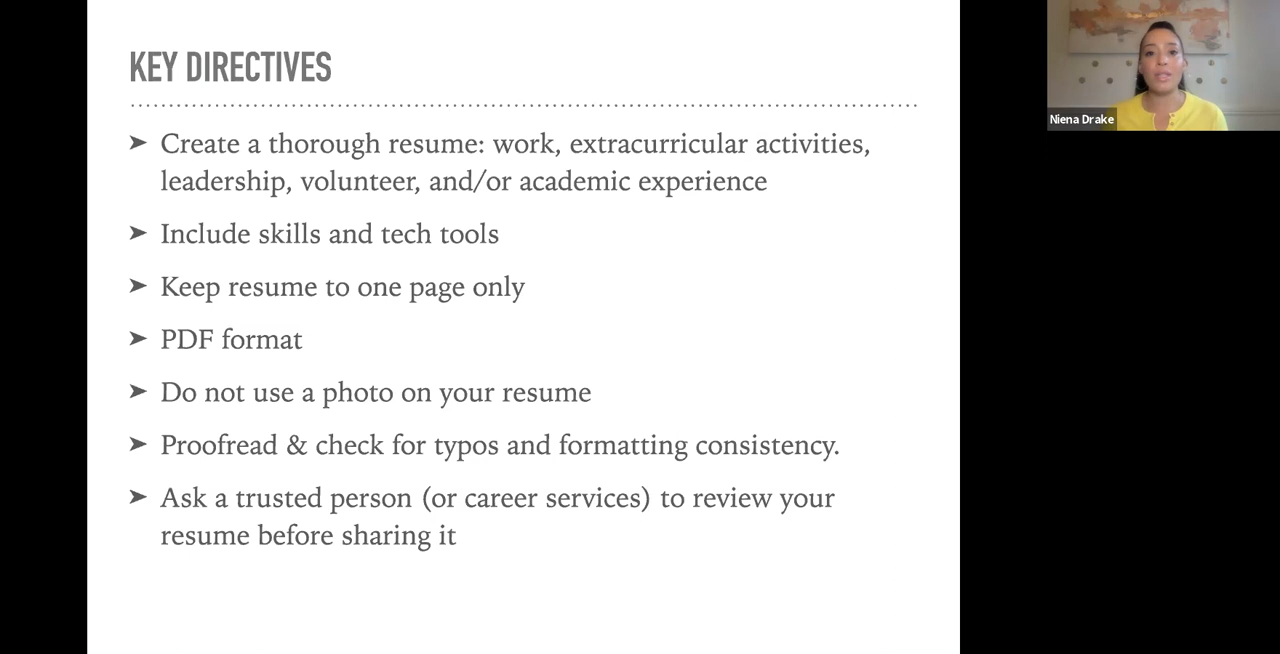 KEY DIRECTIVES
➤ Create a thorough resume: work, extracurricular activities,
leadership, volunteer, and/or academic experience
➤ Include skills and tech tools
➤ Keep resume to one page only
➤ PDF format
➤ Do not use a photo on your resume
➤ Proofread & check for typos and formatting consistency.
➤ Ask a trusted person (or career services) to review your
resume before sharing it
Niena Drake